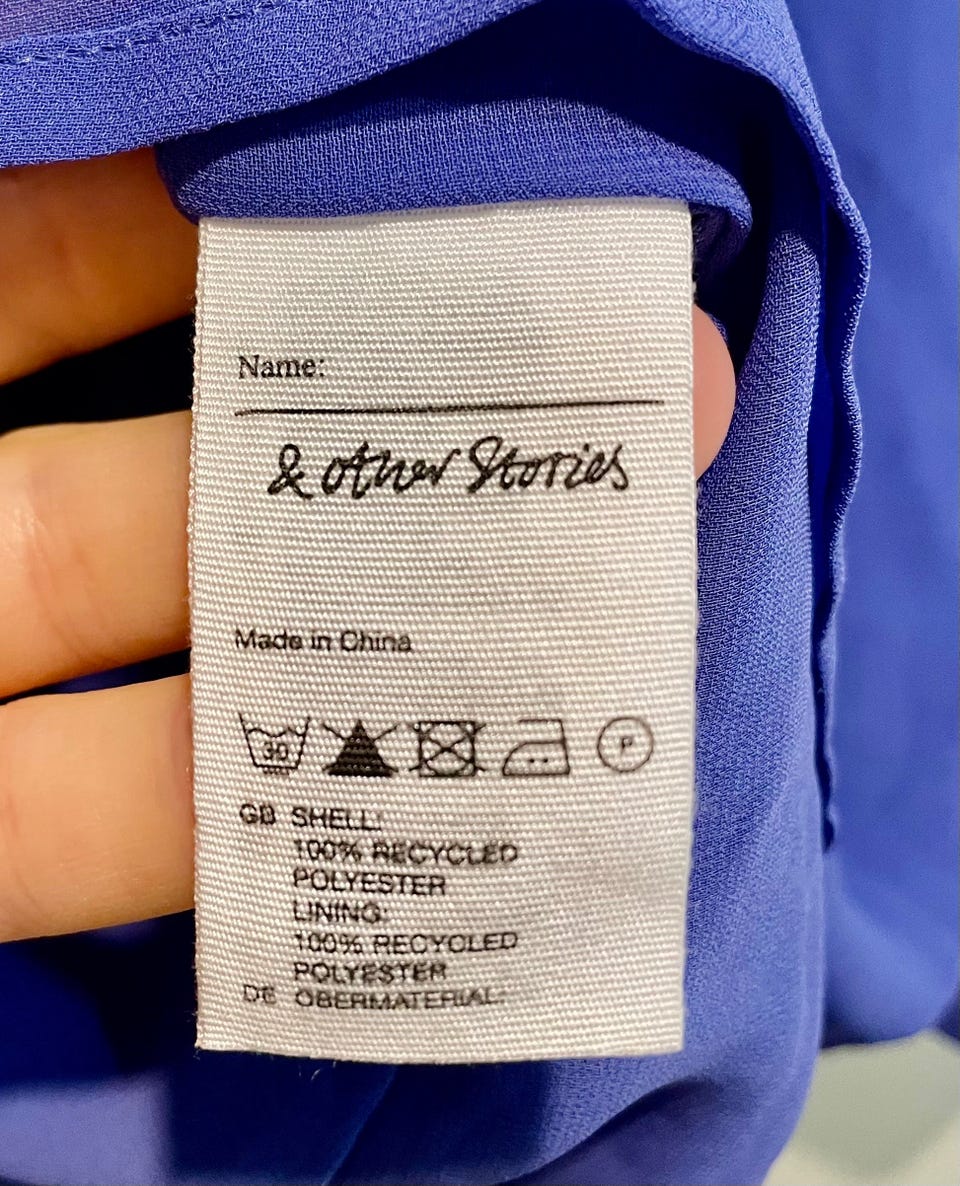 Name:
& other Stories
Made in China
30
P
GB SHELL:
100% RECYCLED
POLYESTER
LINING:
100% RECYCLED
POLYESTER
DE OBERMATERIAL: